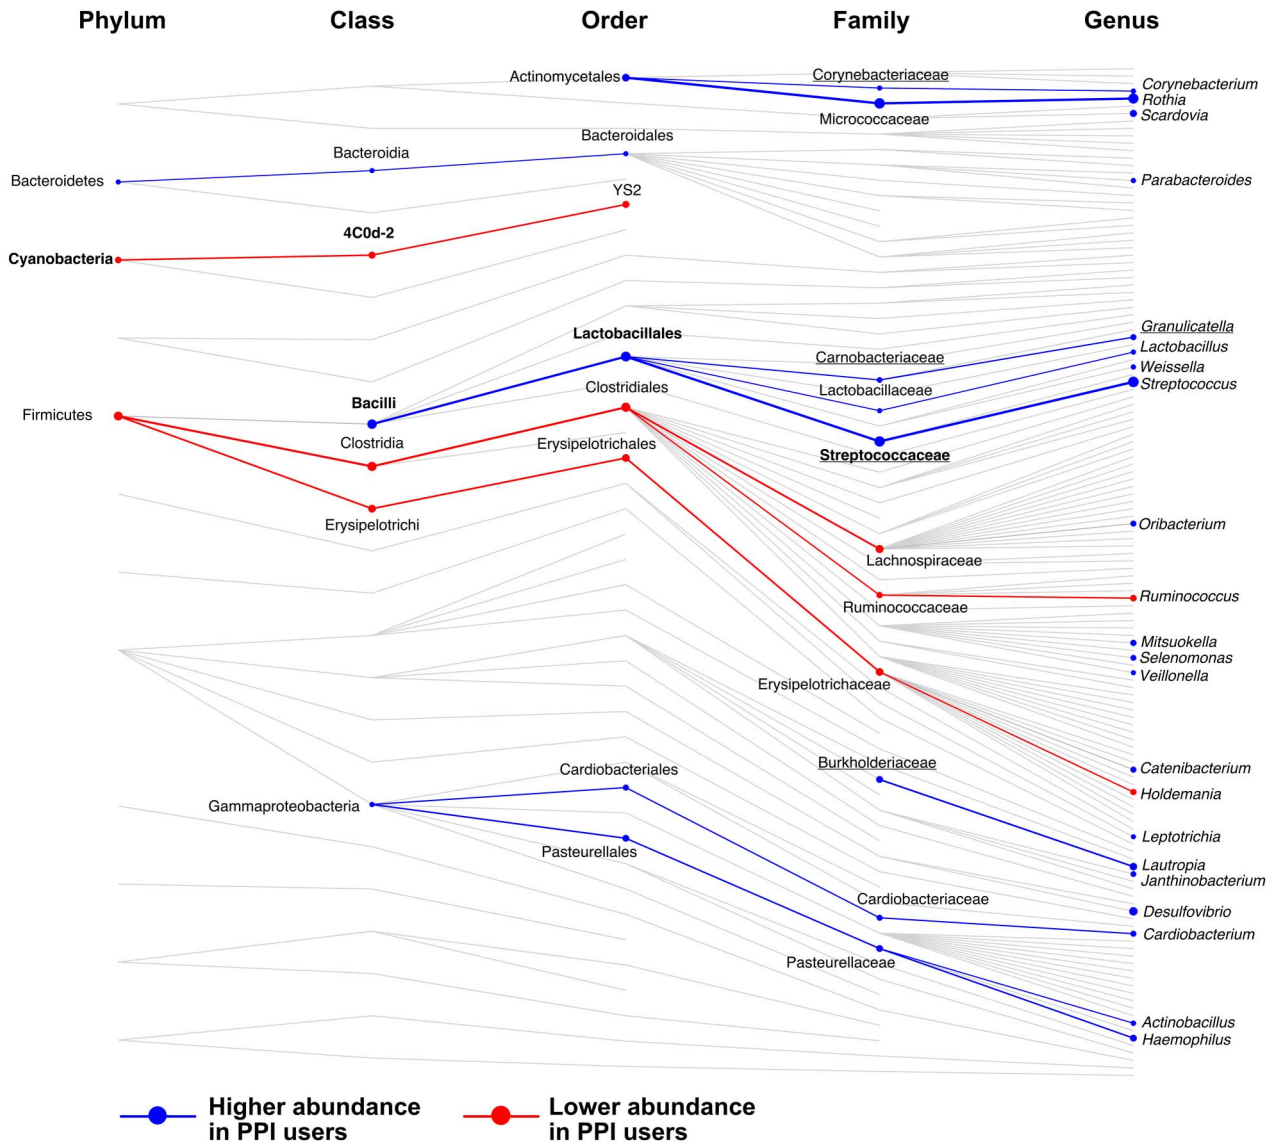 Phylum Class Order Family Genus
Actinomycetales
Corynebacteriaceae
Corynebacterium
Rothia
Micrococcaceae
Scardovia
Bacteroidales
Bacteroidia
Bacteroidetes
Parabacteroides
YS2
4C0d-2
Cyanobacteria
Granulicatella
Lactobacillales
Lactobacillus
Carnobacteriaceae
Weissella
Streptococcus
Clostridiales
Lactobacillaceae
Bacilli
Firmicutes
Clostridia
Erysipelotrichales
Streptococcaceae
Erysipelotrichi
Oribacterium
Lachnospiraceae
Ruminococcus
Ruminococcaceae
Mitsuokella
Selenomonas
Veillonella
Erysipelotrichaceae
Burkholderiaceae
Catenibacterium
Cardiobacteriales
Holdemania
Gammaproteobacteria
Leptotrichia
Pasteurellales
Lautropia
Janthinobacterium
Cardiobacteriaceae
Desulfovibrio
Cardiobacterium
Pasteurellaceae
Actinobacillus
Haemophilus
Higher abundance
in PPI users
Lower abundance
in PPI users